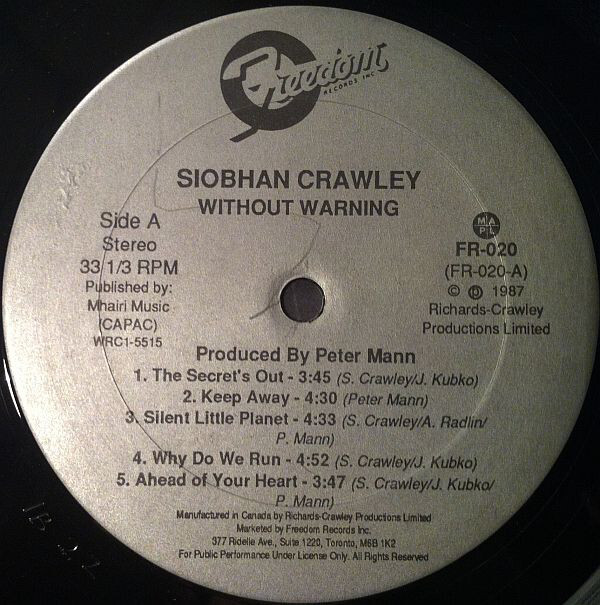 Freedom
RECORDS INC
SIOBHAN CRAWLEY
WITHOUT WARNING
Side A
Stereo
33 1/3 RPM
Published by:
Mhairi Music
(CAPAC)
WRC1-5515
M A
P L
FR-020
(FR-020-A)
© ℗ 1987
Richards-Crawley
Productions Limited
Produced By Peter Mann
1. The Secret's Out - 3:45 (S. Crawley/J. Kubko)
2. Keep Away - 4:30 (Peter Mann)
3. Silent Little Planet - 4:33 (S. Crawley/A. Radlin/
P. Mann)
4. Why Do We Run - 4:52 (S. Crawley/J. Kubko)
5. Ahead of Your Heart - 3:47 (S. Crawley/J. Kubko/
P. Mann)
Manufactured in Canada by Richards-Crawley Productions Limited
Marketed by Freedom Records Inc.
377 Ridelle Ave., Suite 1220, Toronto, M6B 1K2
For Public Performance Under License Only. All Rights Reserved